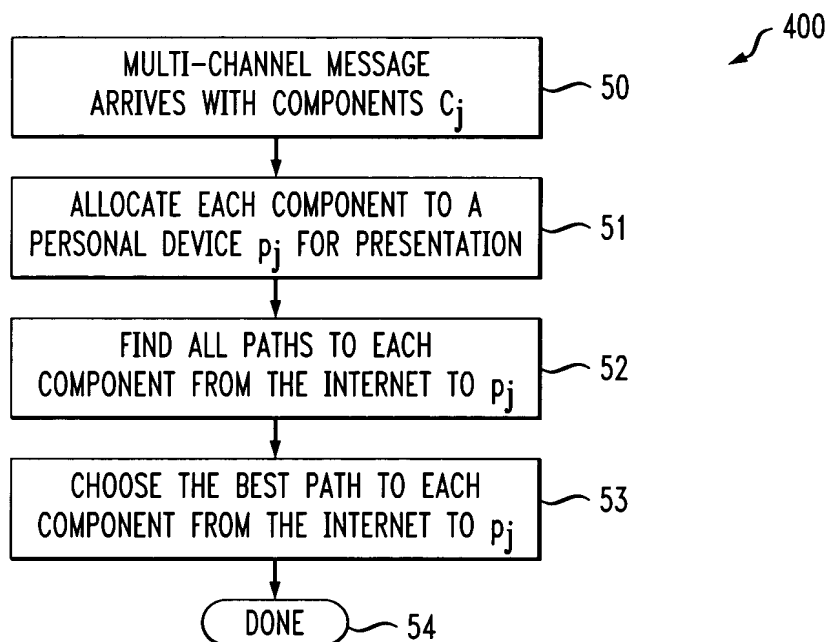 400
MULTI-CHANNEL MESSAGE
ARRIVES WITH COMPONENTS Cj
50
ALLOCATE EACH COMPONENT TO A
PERSONAL DEVICE pj FOR PRESENTATION
51
FIND ALL PATHS TO EACH
COMPONENT FROM THE INTERNET TO pj
52
CHOOSE THE BEST PATH TO EACH
COMPONENT FROM THE INTERNET TO pj
53
DONE
54